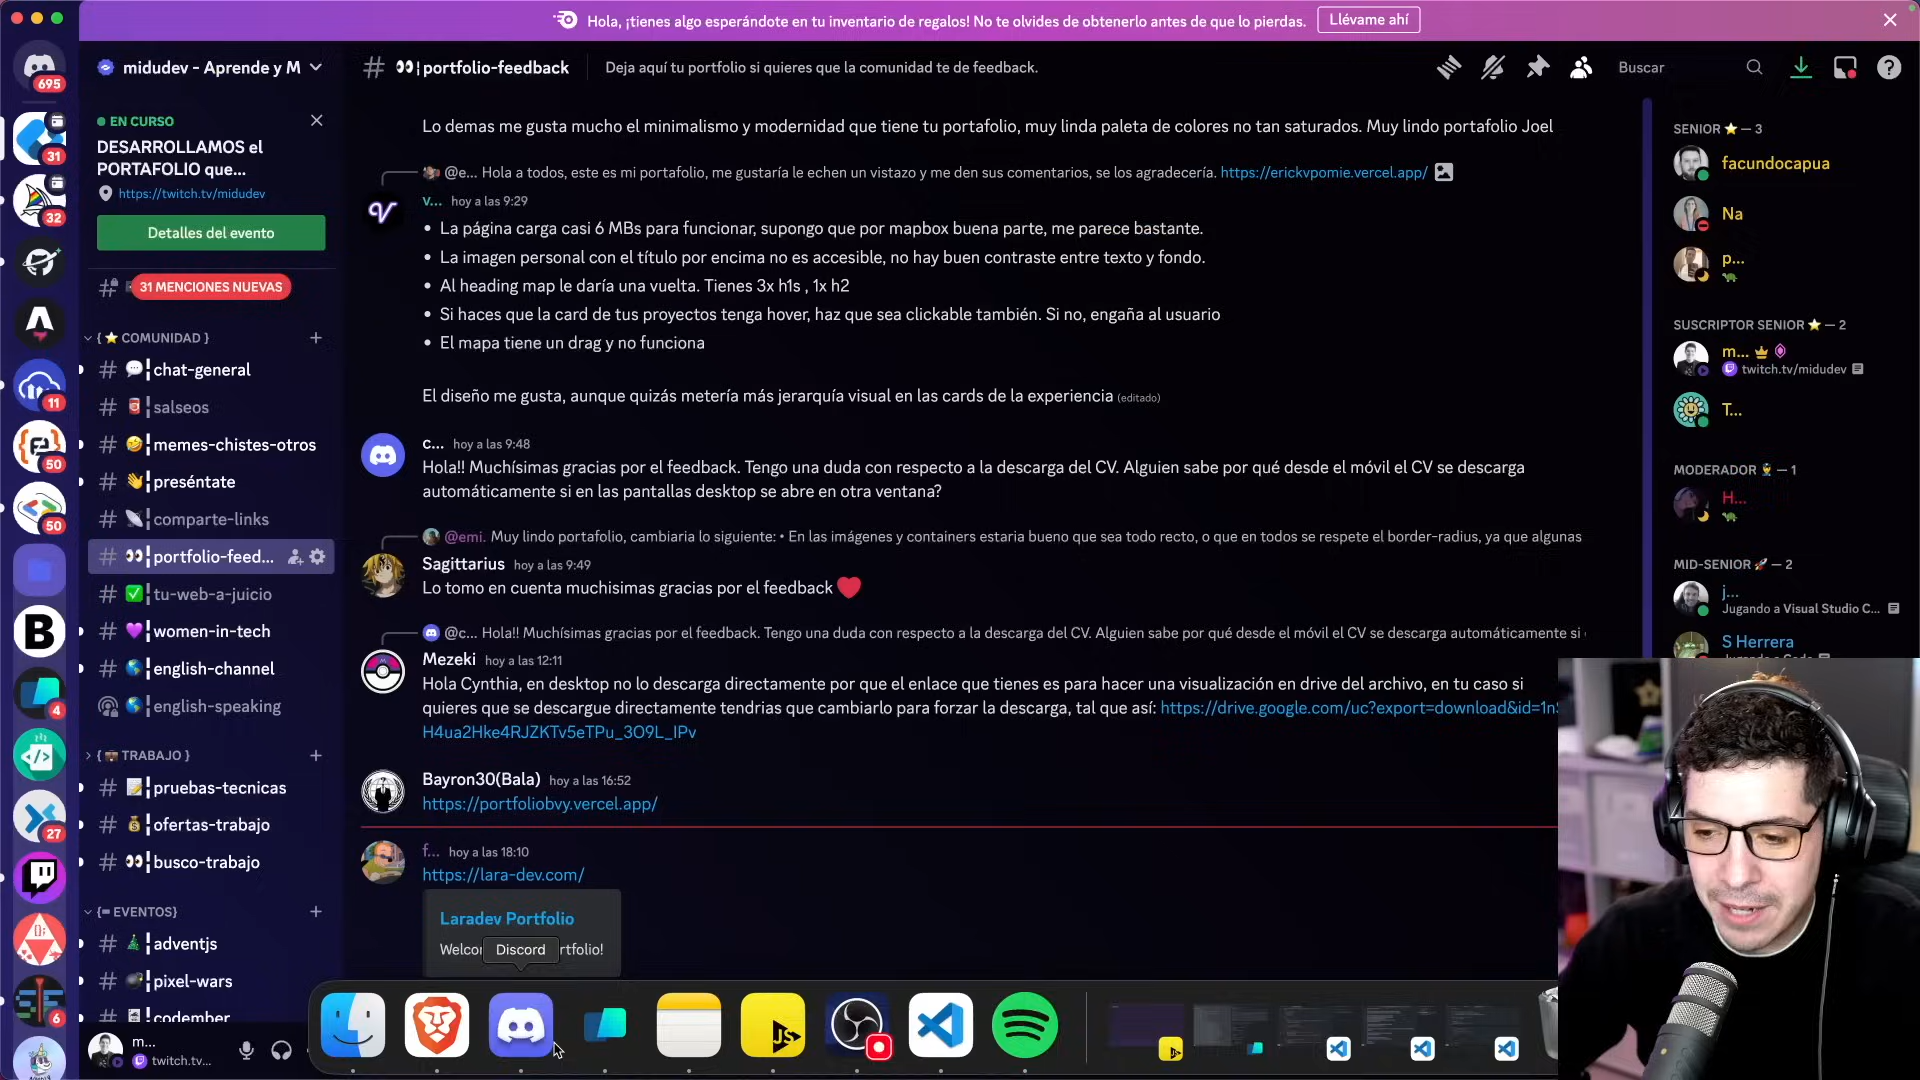 Hola, ¡tienes algo esperándote en tu inventario de regalos! No te olvides de obtenerlo antes de que lo pierdas.
Llévame ahí
695
31
32
11
50
50
4
27
6
midudev - Aprende y M
EN CURSO
DESARROLLAMOS el
PORTAFOLIO que...
https://twitch.tv/midudev
Detalles del evento
31 MENCIONES NUEVAS
{ ⭐ COMUNIDAD }
chat-general
salseos
memes-chistes-otros
preséntate
comparte-links
portfolio-feed...
tu-web-a-juicio
women-in-tech
english-channel
english-speaking
{ 💼 TRABAJO }
pruebas-tecnicas
ofertas-trabajo
busco-trabajo
{ EVENTOS}
adventjs
pixel-wars
codember
m...
twitch.tv...
# 👀¦portfolio-feedback
Deja aquí tu portfolio si quieres que la comunidad te de feedback.
Buscar
Lo demas me gusta mucho el minimalismo y modernidad que tiene tu portafolio, muy linda paleta de colores no tan saturados. Muy lindo portafolio Joel
@e... Hola a todos, este es mi portafolio, me gustaría le echen un vistazo y me den sus comentarios, se los agradecería. https://erickvpomie.vercel.app/
v... hoy a las 9:29
• La página carga casi 6 MBs para funcionar, supongo que por mapbox buena parte, me parece bastante.
• La imagen personal con el título por encima no es accesible, no hay buen contraste entre texto y fondo.
• Al heading map le daría una vuelta. Tienes 3x h1s , 1x h2
• Si haces que la card de tus proyectos tenga hover, haz que sea clickable también. Si no, engaña al usuario
• El mapa tiene un drag y no funciona
El diseño me gusta, aunque quizás metería más jerarquía visual en las cards de la experiencia (editado)
c... hoy a las 9:48
Hola!! Muchísimas gracias por el feedback. Tengo una duda con respecto a la descarga del CV. Alguien sabe por qué desde el móvil el CV se descarga
automáticamente si en las pantallas desktop se abre en otra ventana?
@emi. Muy lindo portafolio, cambiaria lo siguiente: • En las imágenes y containers estaria bueno que sea todo recto, o que en todos se respete el border-radius, ya que algunas
Sagittarius hoy a las 9:49
Lo tomo en cuenta muchisimas gracias por el feedback ❤️
@c... Hola!! Muchísimas gracias por el feedback. Tengo una duda con respecto a la descarga del CV. Alguien sabe por qué desde el móvil el CV se descarga automáticamente si
Mezeki hoy a las 12:11
Hola Cynthia, en desktop no lo descarga directamente por que el enlace que tienes es para hacer una visualización en drive del archivo, en tu caso si
quieres que se descargue directamente tendrias que cambiarlo para forzar la descarga, tal que así: https://drive.google.com/uc?export=download&id=1n
H4ua2Hke4RJZKTv5eTPu_3O9L_IPv
Bayron30(Bala) hoy a las 16:52
https://portfoliobvy.vercel.app/
f... hoy a las 18:10
https://lara-dev.com/
Laradev Portfolio
Discord
rtfolio!
SENIOR ⭐ — 3
facundocapua
Na
p...
SUSCRIPTOR SENIOR ⭐ — 2
m...
twitch.tv/midudev
T...
MODERADOR — 1
H...
MID-SENIOR 🚀 — 2
j...
Jugando a Visual Studio C...
S Herrera
B
JS